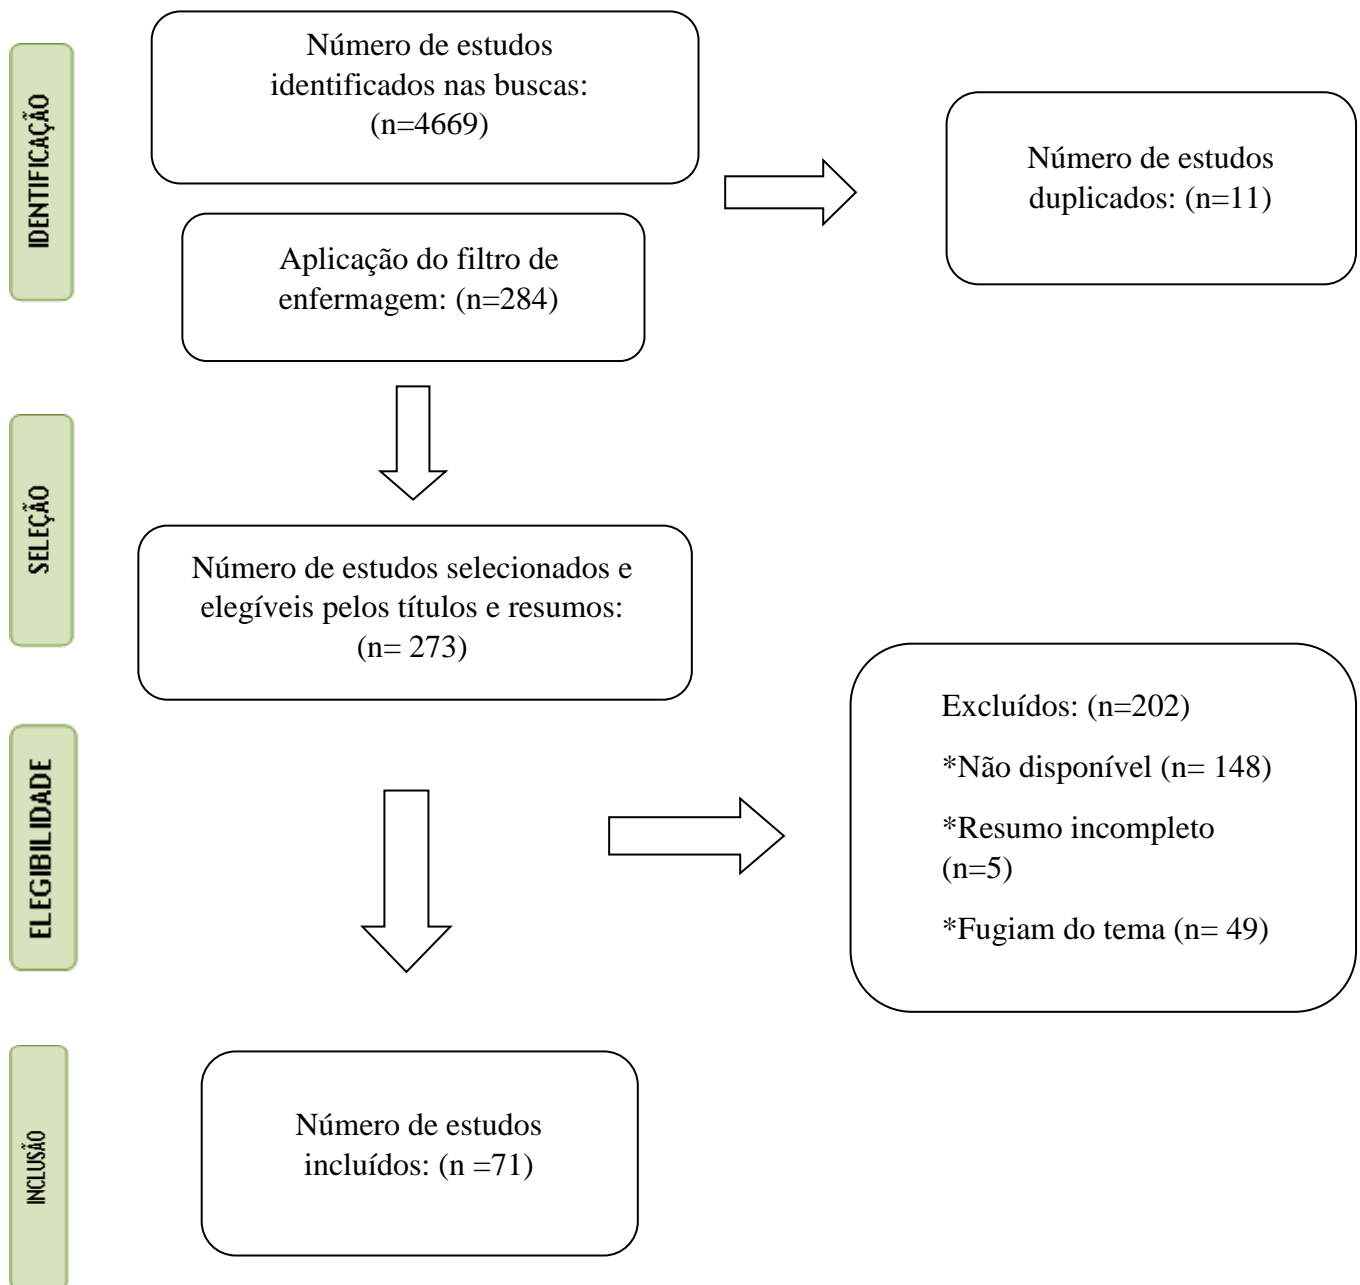 IDENTIFICAÇÃO
Número de estudos
identificados nas buscas:
(n=4669)
Número de estudos
duplicados: (n=11)
Aplicação do filtro de
enfermagem: (n=284)
SELEÇÃO
Número de estudos selecionados e
elegíveis pelos títulos e resumos:
(n= 273)
ELEGIBILIDADE
Excluídos: (n=202)
*Não disponível (n= 148)
*Resumo incompleto
(n=5)
*Fugiam do tema (n= 49)
INCLUSÃO
Número de estudos
incluídos: (n =71)